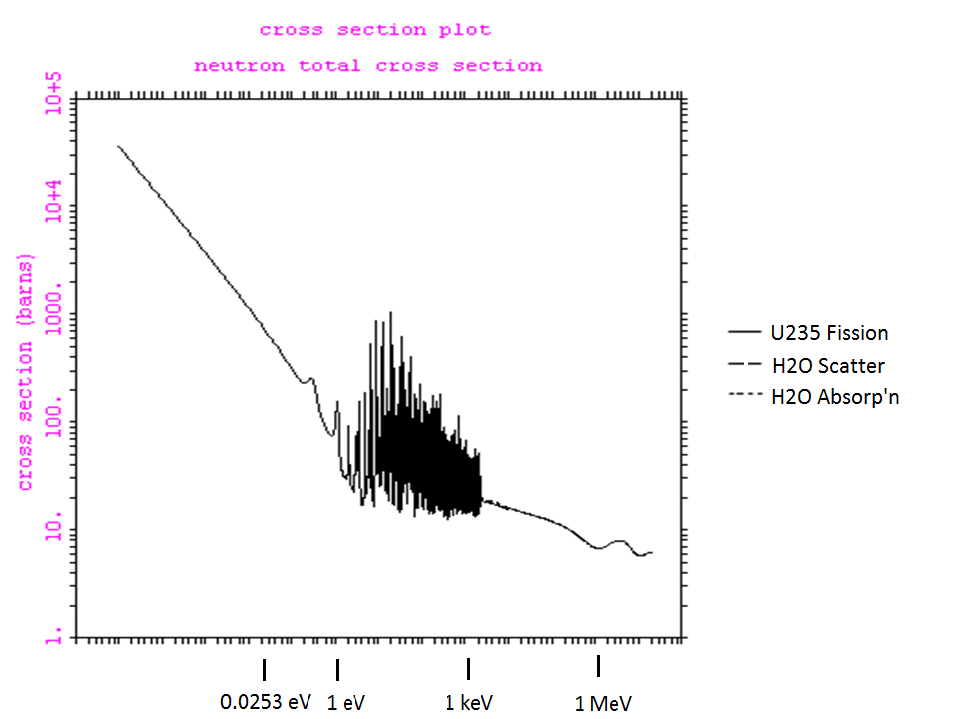 cross section plot
neutron total cross section
10+5
10+4
1000.
100.
10.
1.
cross section (barns)
U235 Fission
H2O Scatter
H2O Absorp'n
0.0253 eV
1 eV
1 keV
1 MeV